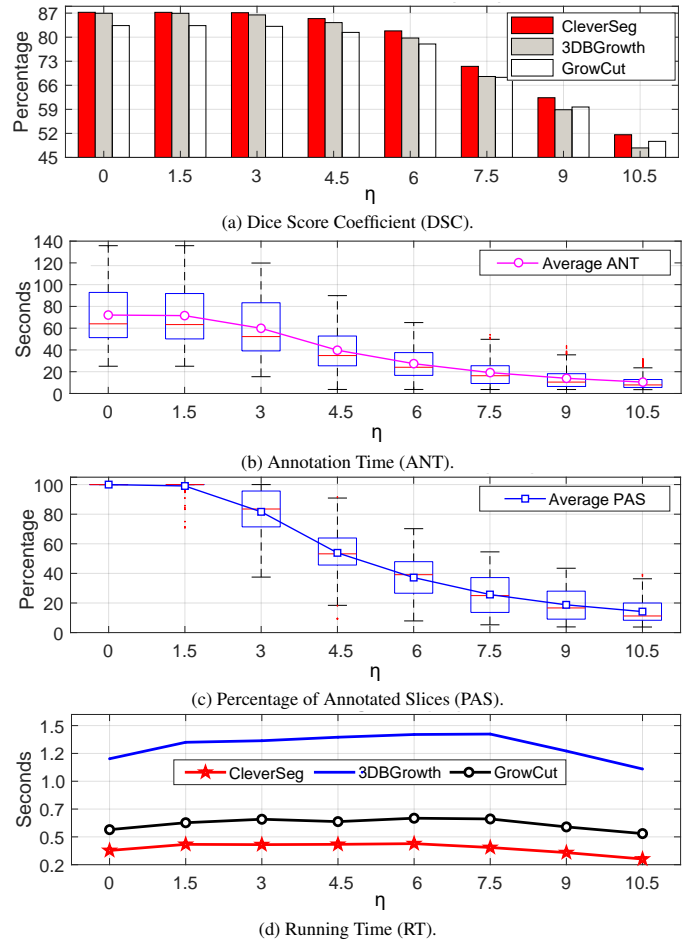 87
80
73
66
59
52
45
Percentage
CleverSeg
3DBGrowth
GrowCut
0 1.5 3 4.5 6 7.5 9 10.5
η
(a) Dice Score Coefficient (DSC).
140
120
100
80
60
40
20
0
Seconds
Average ANT
0 1.5 3 4.5 6 7.5 9 10.5
η
(b) Annotation Time (ANT).
100
80
60
40
20
0
Percentage
Average PAS
0 1.5 3 4.5 6 7.5 9 10.5
η
(c) Percentage of Annotated Slices (PAS).
1.5
1.2
1.0
0.7
0.5
0.2
Seconds
CleverSeg 3DBGrowth GrowCut
0 1.5 3 4.5 6 7.5 9 10.5
η
(d) Running Time (RT).